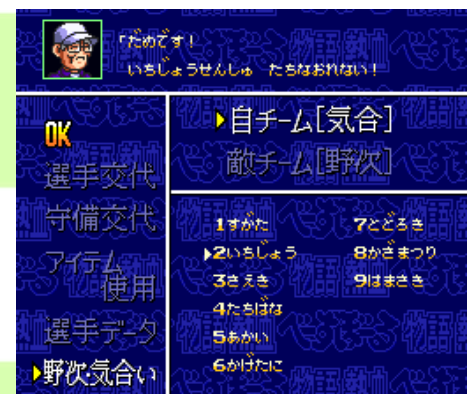 「だめです!
いちじょうせんしゅ たちなおれない!
OK
選手交代
守備交代
アイテム
使用
選手データ
▶野次・気合い
▶自チーム[気合]
敵チーム[野次]
1すがた
▶2いちじょう
3さえき
4たちばな
5あかい
6かけたに
7とどろき
8かざまつり
9はまさき